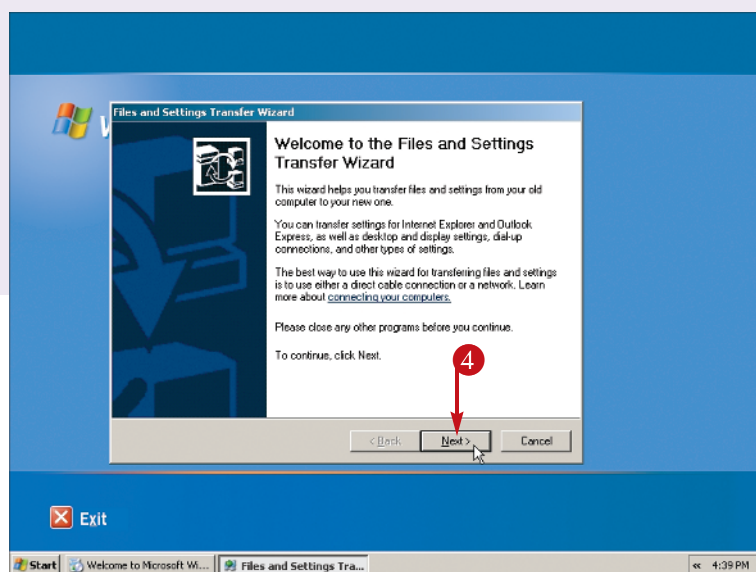 Files and Settings Transfer Wizard
Welcome to the Files and Settings
Transfer Wizard
This wizard helps you transfer files and settings from your old
computer to your new one.
You can transfer settings for Internet Explorer and Outlook
Express, as well as desktop and display settings, dial-up
connections, and other types of settings.
The best way to use this wizard for transferring files and settings
is to use either a direct cable connection or a network. Learn
more about connecting your computers.
Please close any other programs before you continue.
To continue, click Next.
4
< Back Next > Cancel
Exit
Start Welcome to Microsoft Wi... Files and Settings Tra... « 4:39 PM